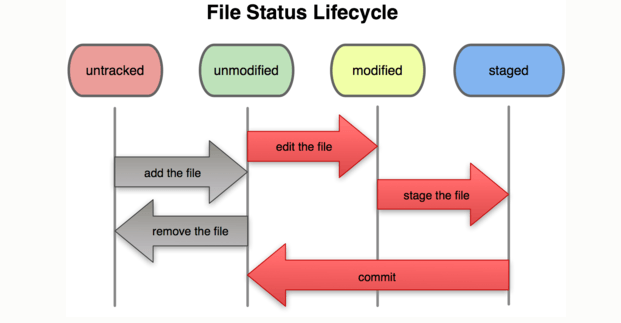 File Status Lifecycle
untracked
unmodified
modified
staged
edit the file
add the file
stage the file
remove the file
commit